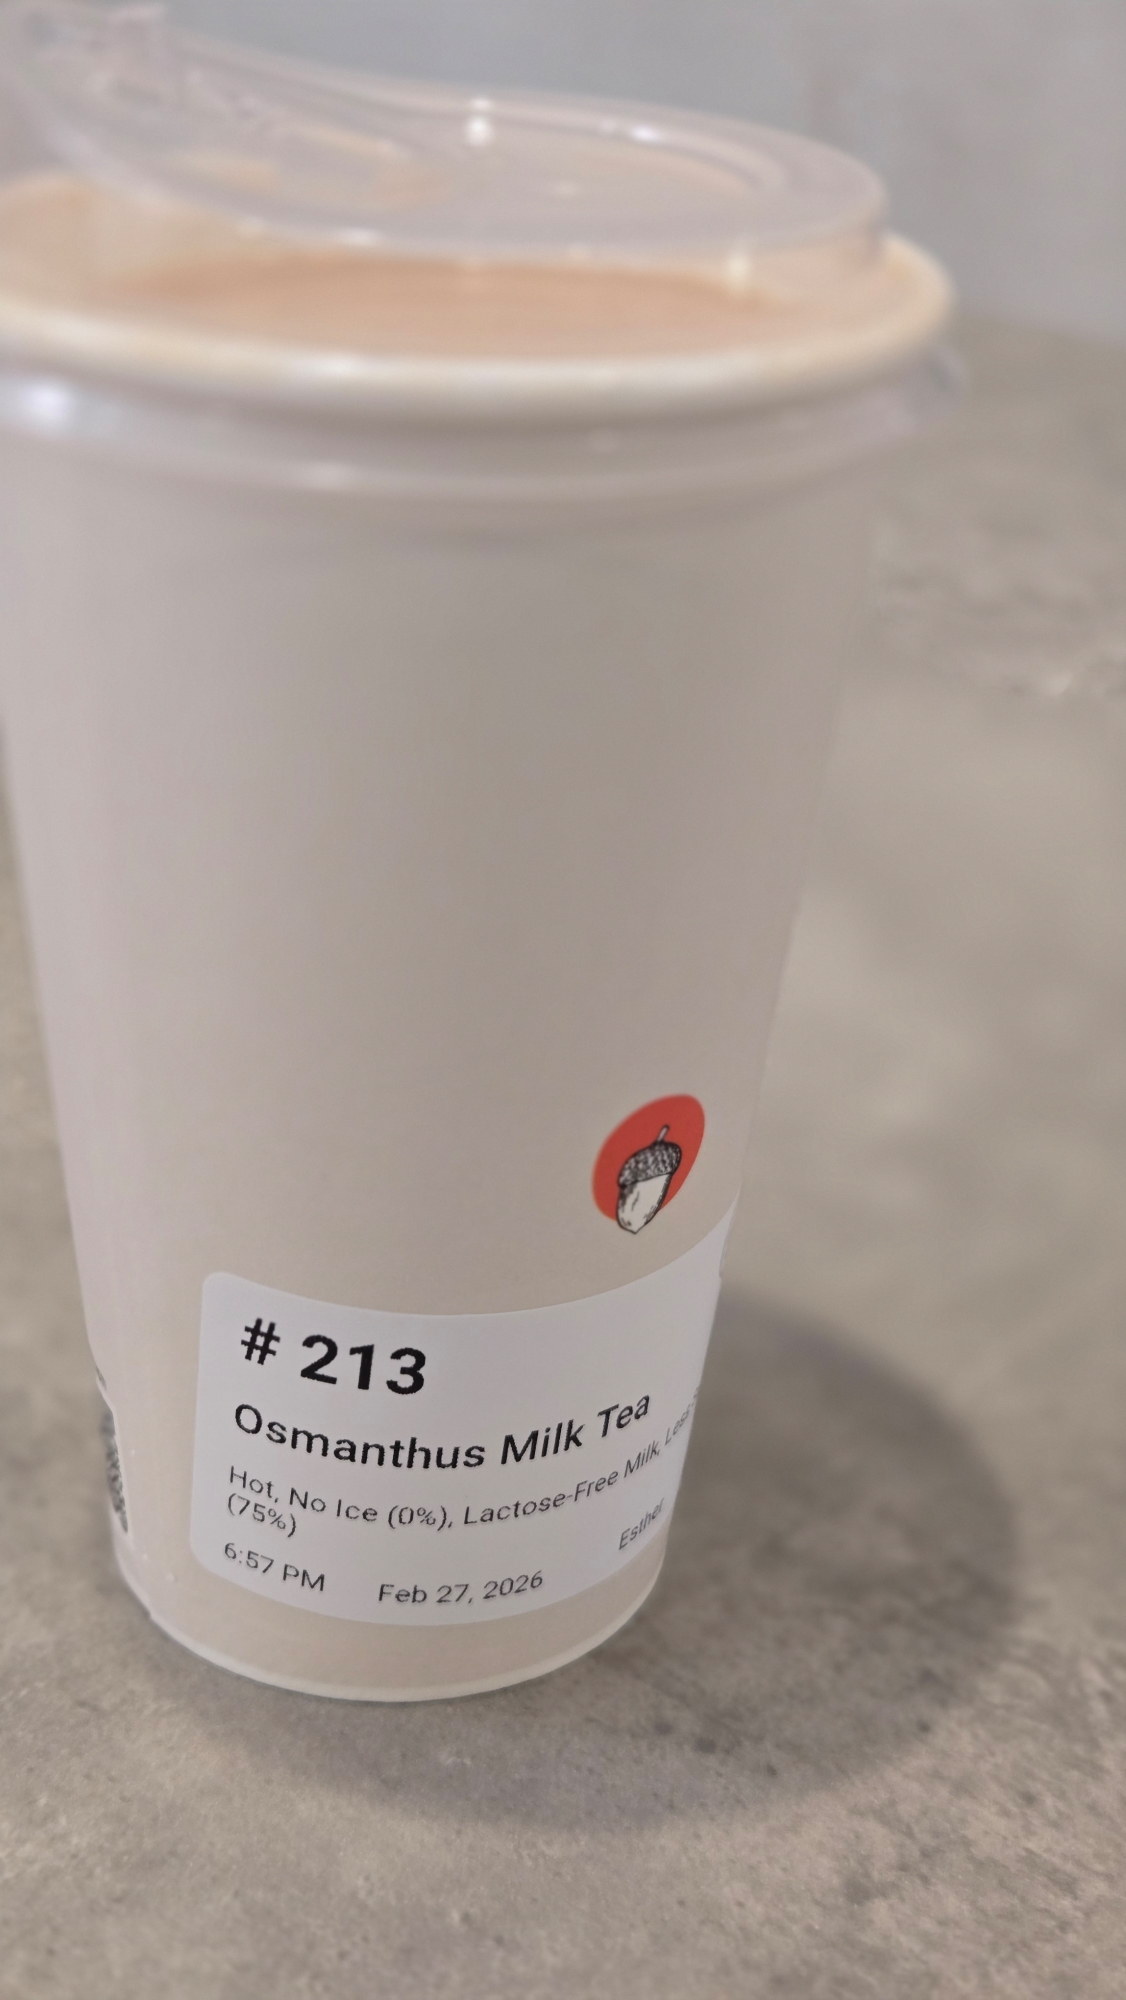 # 213
Osmanthus Milk Tea
Hot, No Ice (0%), Lactose-Free Milk, Less
(75%)
6:57 PM Feb 27, 2026 Esther